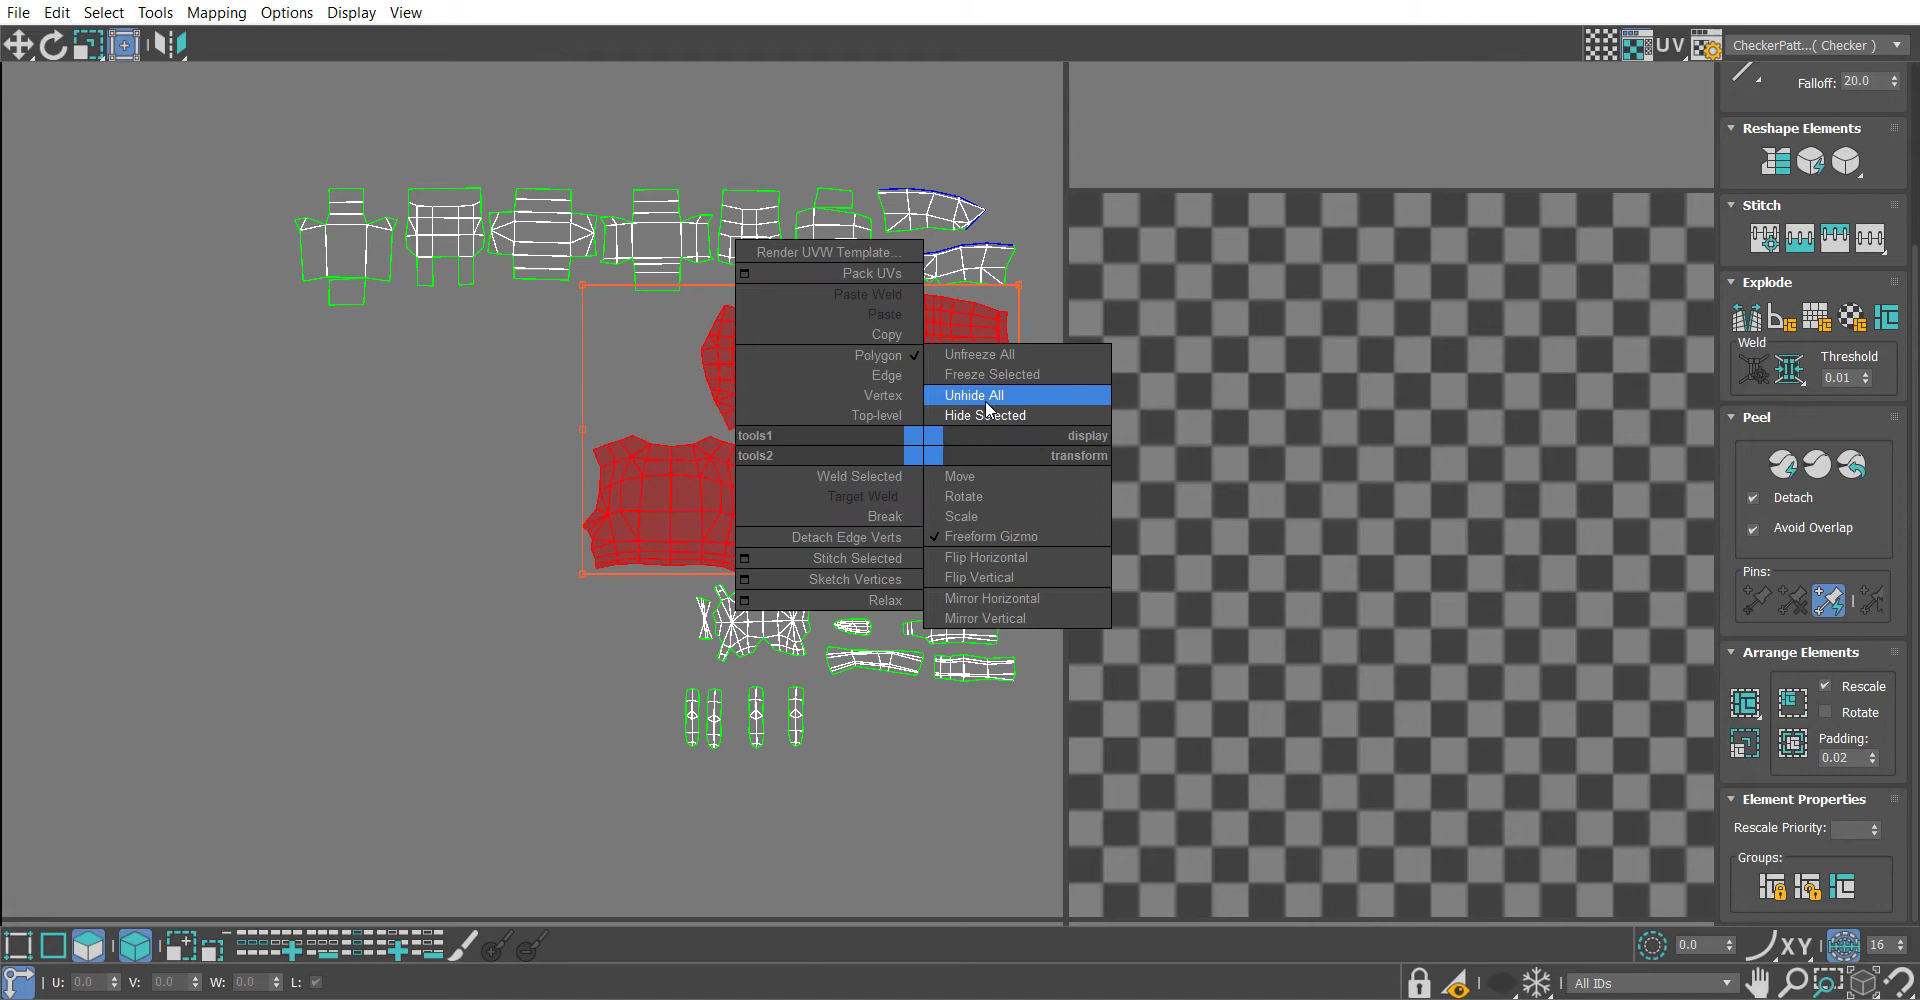 File Edit Select Tools Mapping Options Display View
UV
CheckerPatt...( Checker )
Falloff: 20.0
Reshape Elements
Stitch
Explode
Weld
Threshold
0.01
Peel
Detach
Avoid Overlap
Pins:
Arrange Elements
Rescale
Rotate
Padding:
0.02
Element Properties
Rescale Priority:
Groups:
Render UVW Template...
Pack UVs
Paste Weld
Paste
Copy
Polygon
Edge
Vertex
Top-level
tools1
tools2
Weld Selected
Target Weld
Break
Detach Edge Verts
Stitch Selected
Sketch Vertices
Relax
Unfreeze All
Freeze Selected
Unhide All
Hide Selected
display
transform
Move
Rotate
Scale
Freeform Gizmo
Flip Horizontal
Flip Vertical
Mirror Horizontal
Mirror Vertical
0.0
XY
16
U: 0.0 V: 0.0 W: 0.0 L:
All IDs